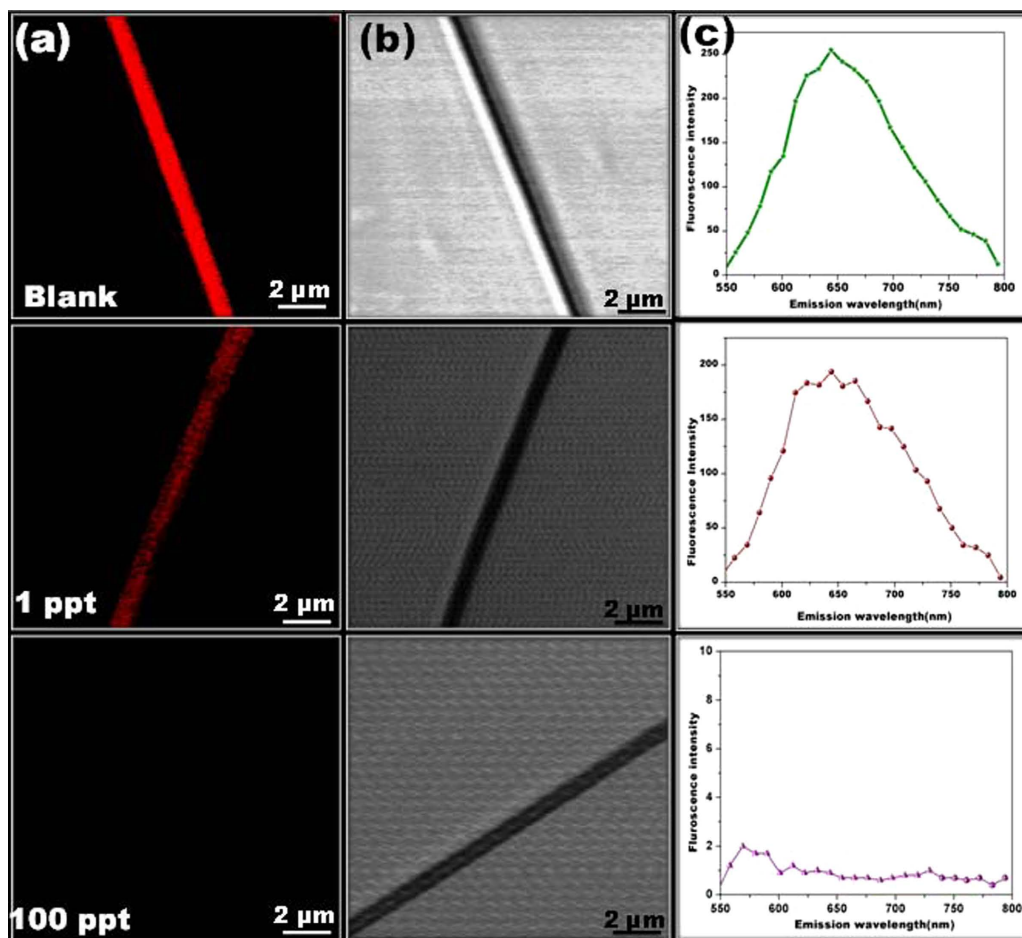 (a)
(b)
(c)
Blank
2 µm
2 µm
Fluorescence intensity
250
200
150
100
50
0
550 600 650 700 750 800
Emission wavelength(nm)
1 ppt
2 µm
2 µm
Fluorescence Intensity
200
150
100
50
0
550 600 650 700 750 800
Emission wavelength(nm)
100 ppt
2 µm
2 µm
Fluroscence intensity
10
8
6
4
2
0
550 600 650 700 750 800
Emission wavelength(nm)